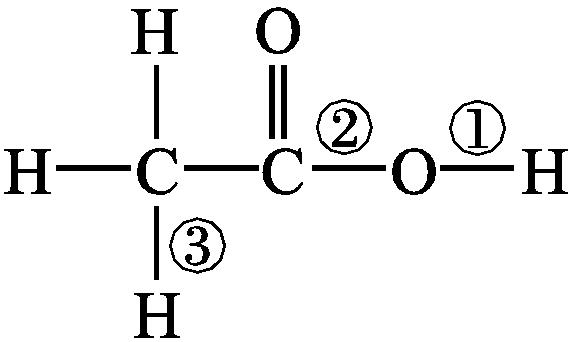 H O
② ①
H C C O H
③
H